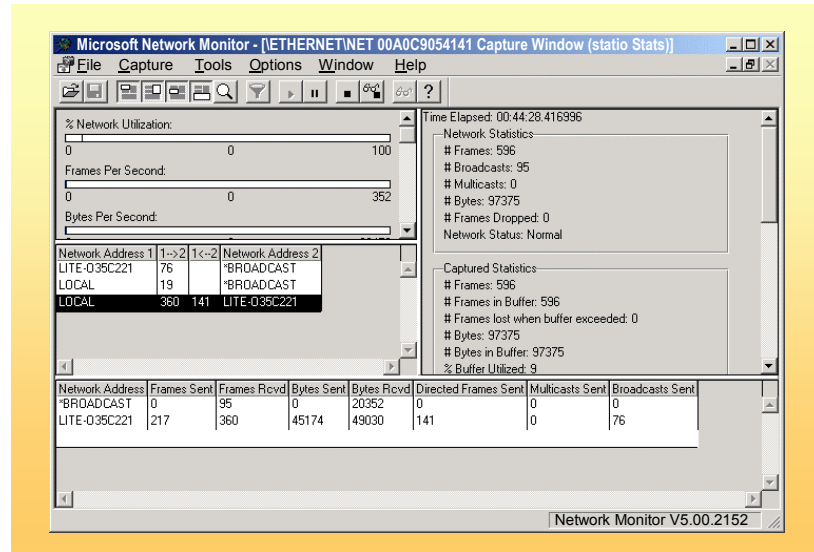 Microsoft Network Monitor - [\ETHERNET\NET 00A0C9054141 Capture Window (statio Stats)]
File Capture Tools Options Window Help
% Network Utilization:
0 0 100
Frames Per Second:
0 0 352
Bytes Per Second:
Time Elapsed: 00:44:28.416996
Network Statistics
# Frames: 596
# Broadcasts: 95
# Multicasts: 0
# Bytes: 97375
# Frames Dropped: 0
Network Status: Normal
Network Address 1 1-->2 1<--2 Network Address 2
LITE-O35C221 76 *BROADCAST
LOCAL 19 *BROADCAST
LOCAL 360 141 LITE-O35C221
Captured Statistics
# Frames: 596
# Frames in Buffer: 596
# Frames lost when buffer exceeded: 0
# Bytes: 97375
# Bytes in Buffer: 97375
% Buffer Utilized: 9
Network Address Frames Sent Frames Rcvd Bytes Sent Bytes Rcvd Directed Frames Sent Multicasts Sent Broadcasts Sent
*BROADCAST 0 95 0 20352 0 0 0
LITE-O35C221 217 360 45174 49030 141 0 76
Network Monitor V5.00.2152